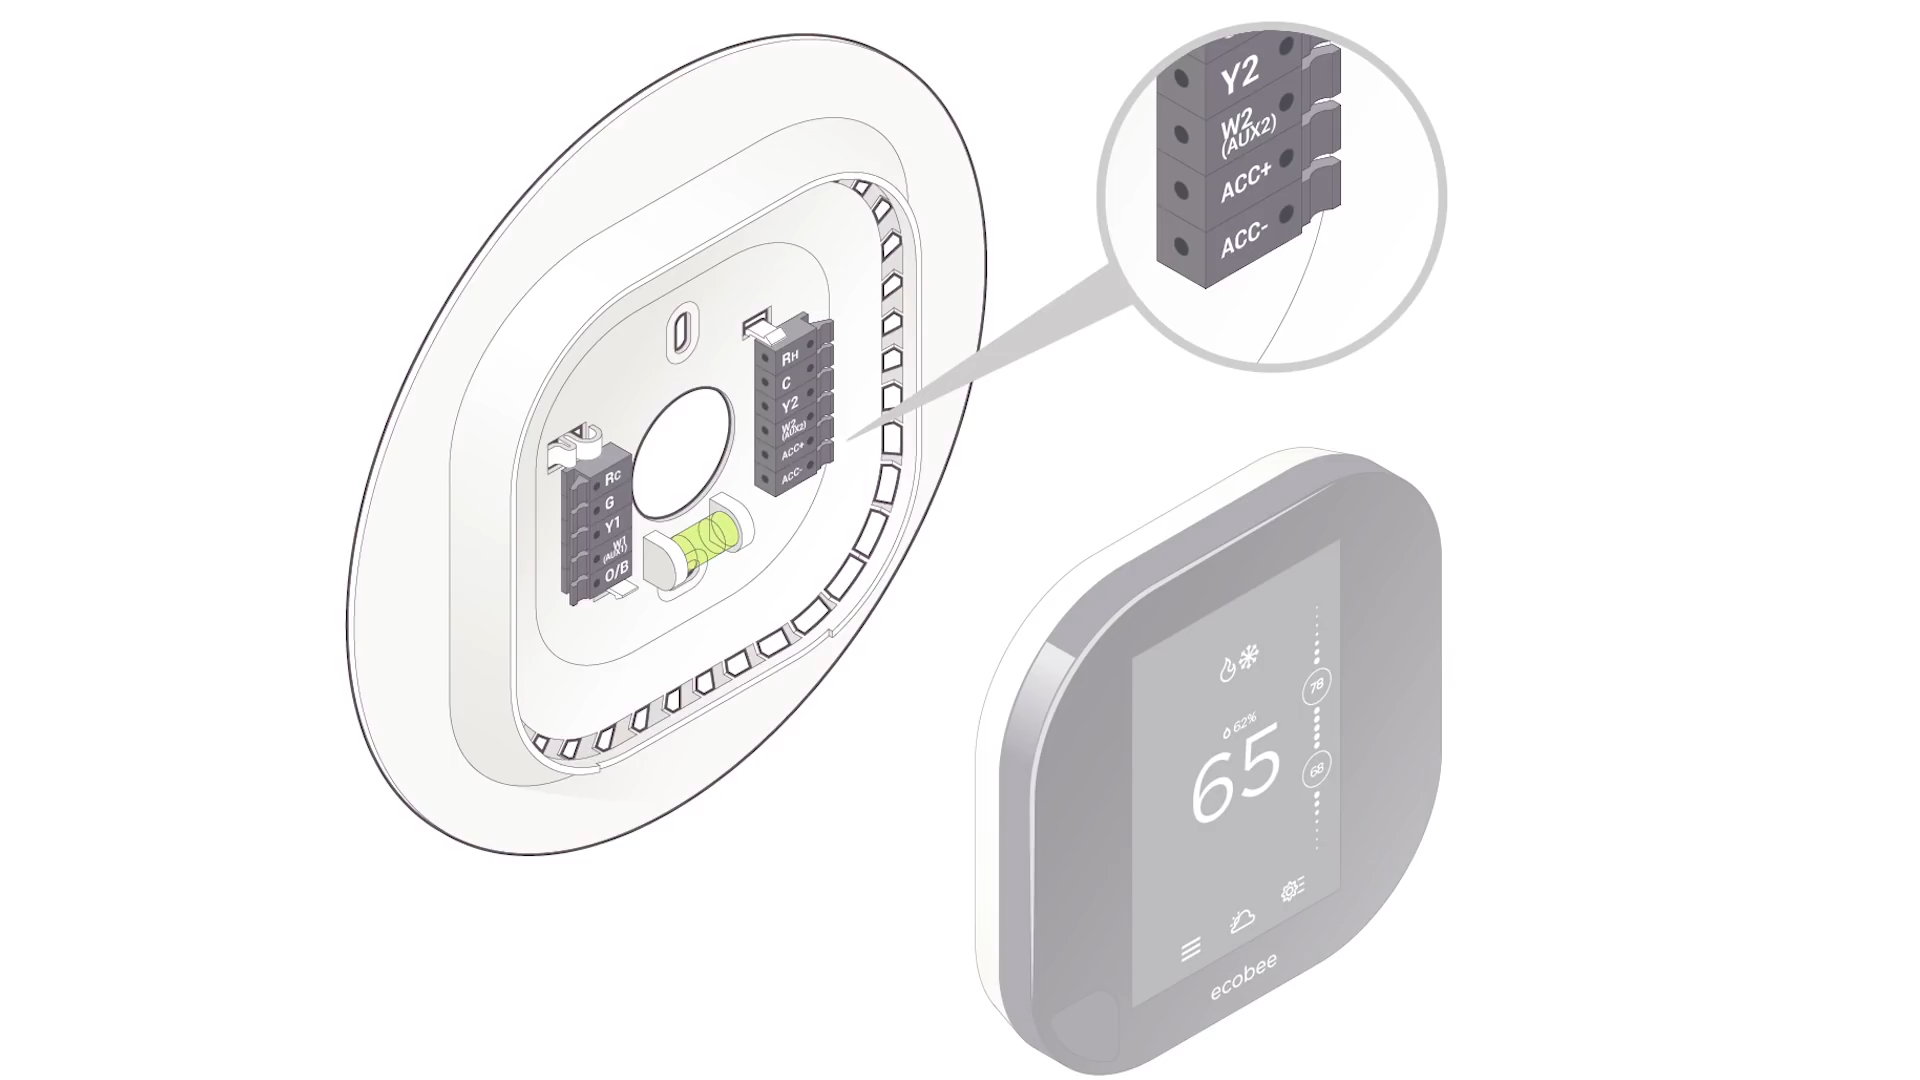 RH
C
Y2
W2
(AUX2)
ACC+
ACC-
RC
G
Y1
W1
(AUX1)
O/B
Y2
W2
(AUX2)
ACC+
ACC-
62%
65
78
68
ecobee